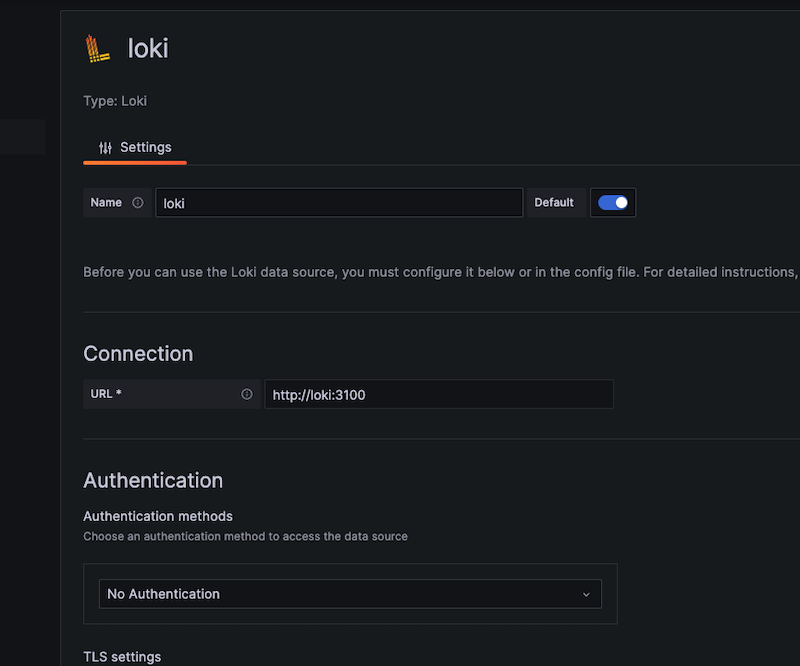 loki
Type: Loki
Settings
Name loki Default
Before you can use the Loki data source, you must configure it below or in the config file. For detailed instructions,
Connection
URL * http://loki:3100
Authentication
Authentication methods
Choose an authentication method to access the data source
No Authentication
TLS settings